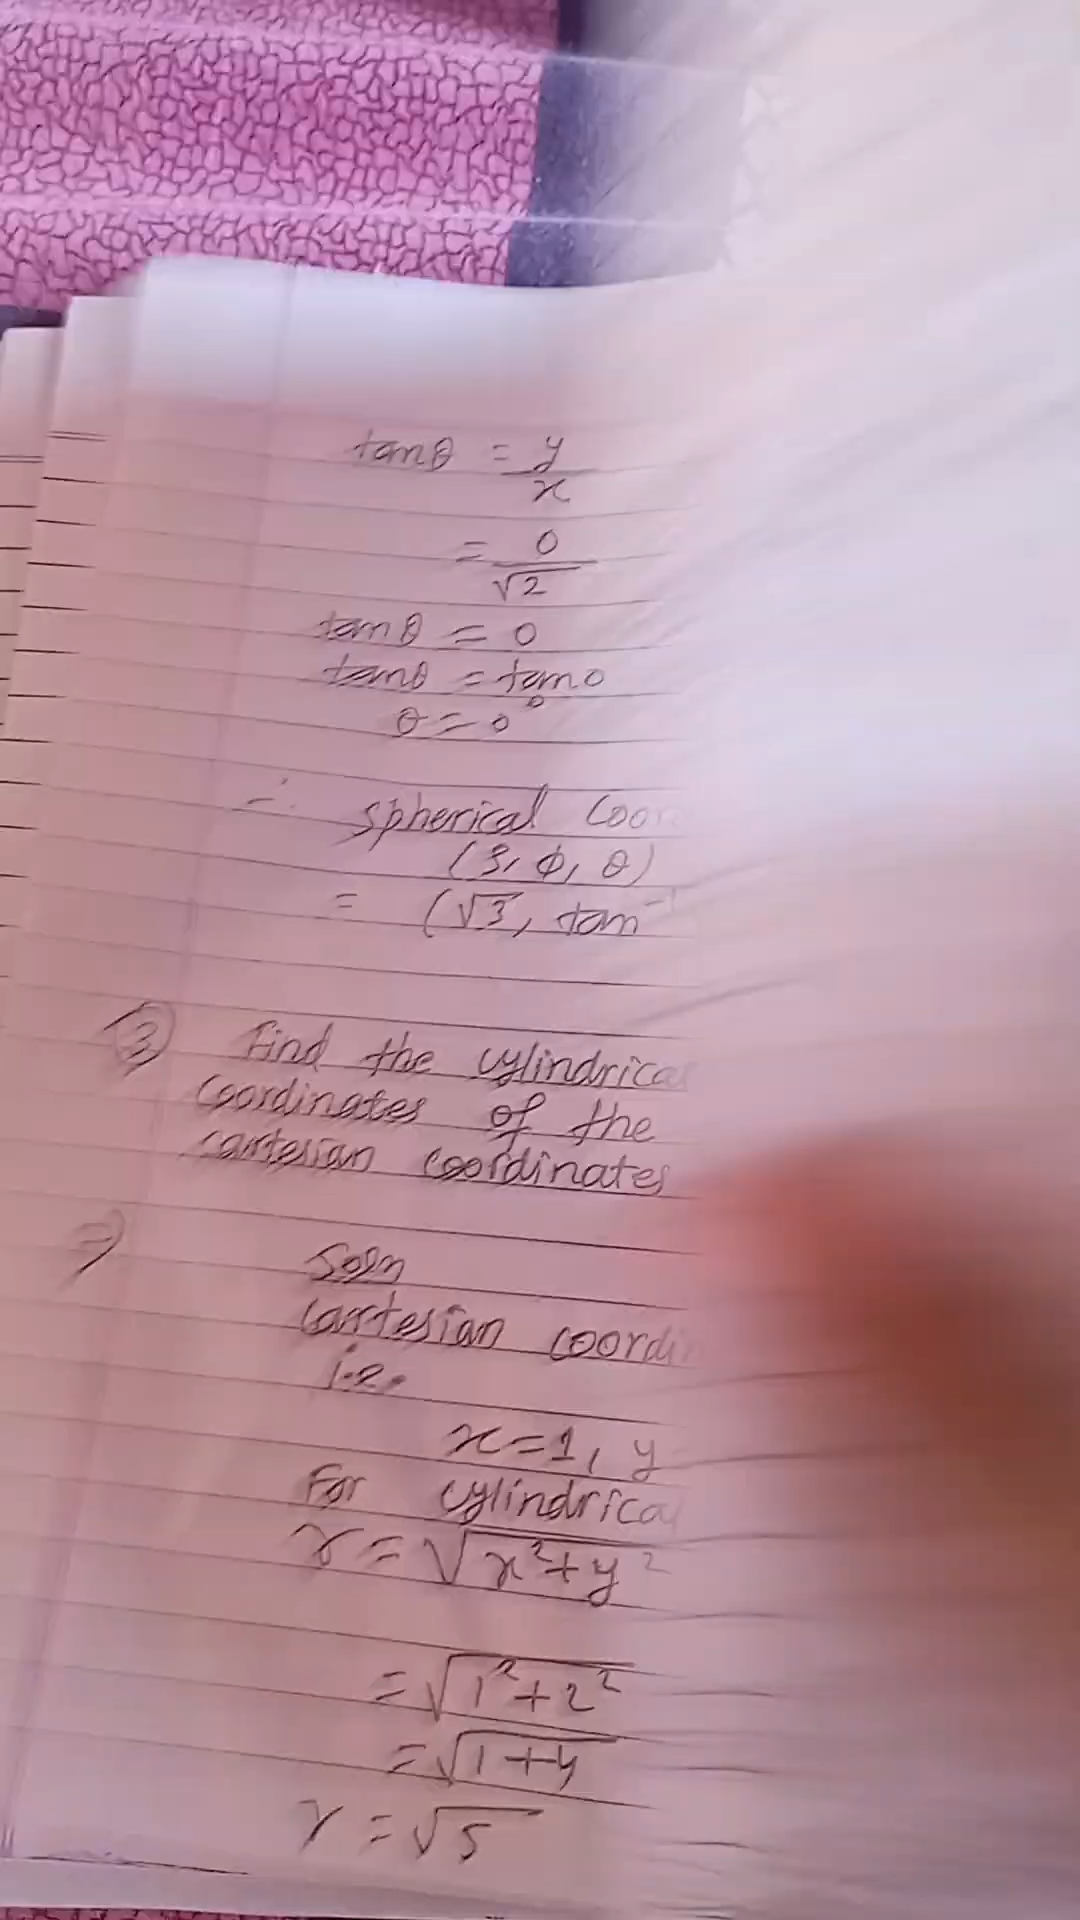 tanθ = y/x
= 0/√2
tanθ = 0
tanθ = tan0
θ = 0°
∴ spherical
(ρ, ϕ, θ)
= (√3, tan⁻¹
③ Find the cylindrical
coordinates of the
cartesian coordinates
⇒ Soln
cartesian
i.e.
x=1, y
For cylindrical
r = √x²+y²
= √1²+2²
= √1+4
r = √5